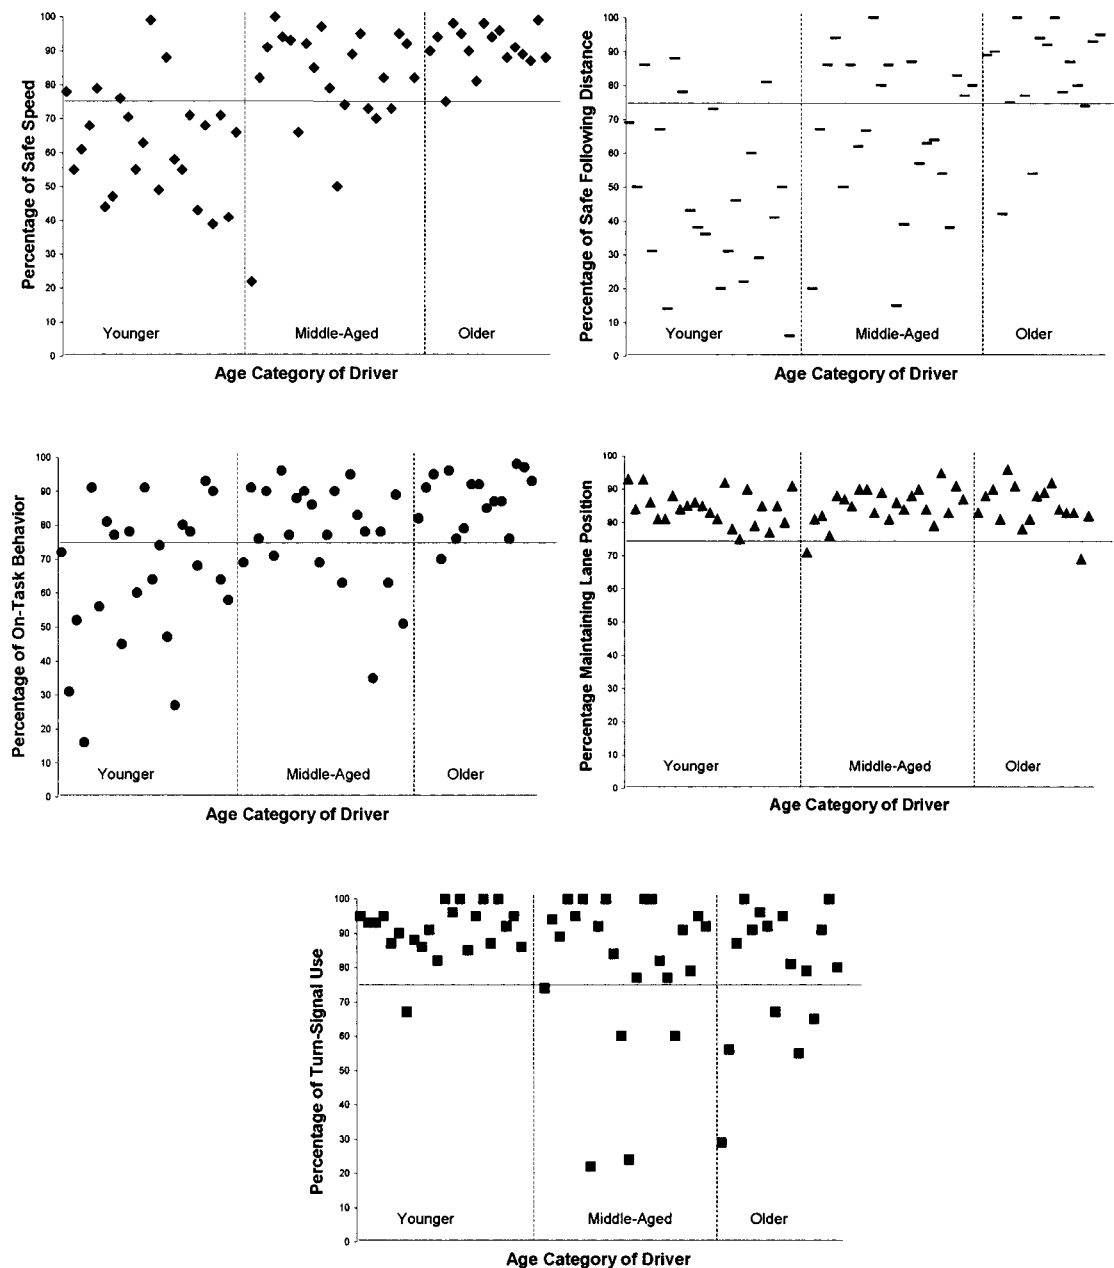 Percentage of Safe Speed
100
90
80
70
60
50
40
30
20
10
0
Younger
Middle-Aged
Older
Age Category of Driver
Percentage of Safe Following Distance
100
90
80
70
60
50
40
30
20
10
0
Younger
Middle-Aged
Older
Age Category of Driver
Percentage of On-Task Behavior
100
90
80
70
60
50
40
30
20
10
0
Younger
Middle-Aged
Older
Age Category of Driver
Percentage Maintaining Lane Position
100
90
80
70
60
50
40
30
20
10
0
Younger
Middle-Aged
Older
Age Category of Driver
Percentage of Turn-Signal Use
100
90
80
70
60
50
40
30
20
10
0
Younger
Middle-Aged
Older
Age Category of Driver